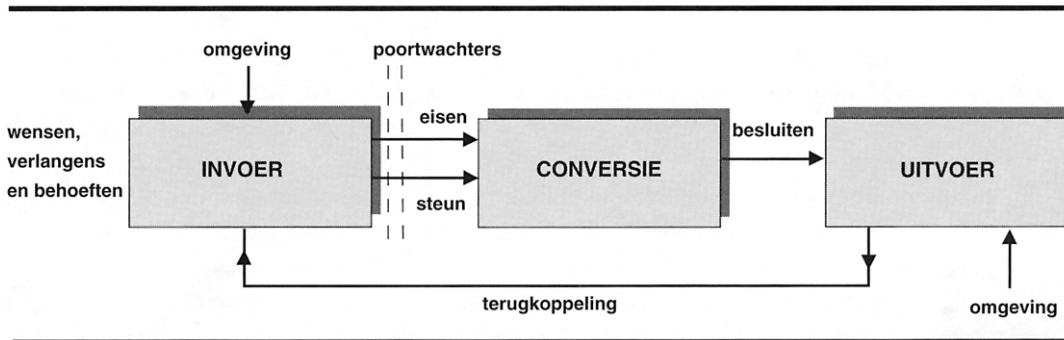 omgeving
poortwachters
wensen,
verlangens
en behoeften
INVOER
eisen
steun
CONVERSIE
besluiten
UITVOER
terugkoppeling
omgeving